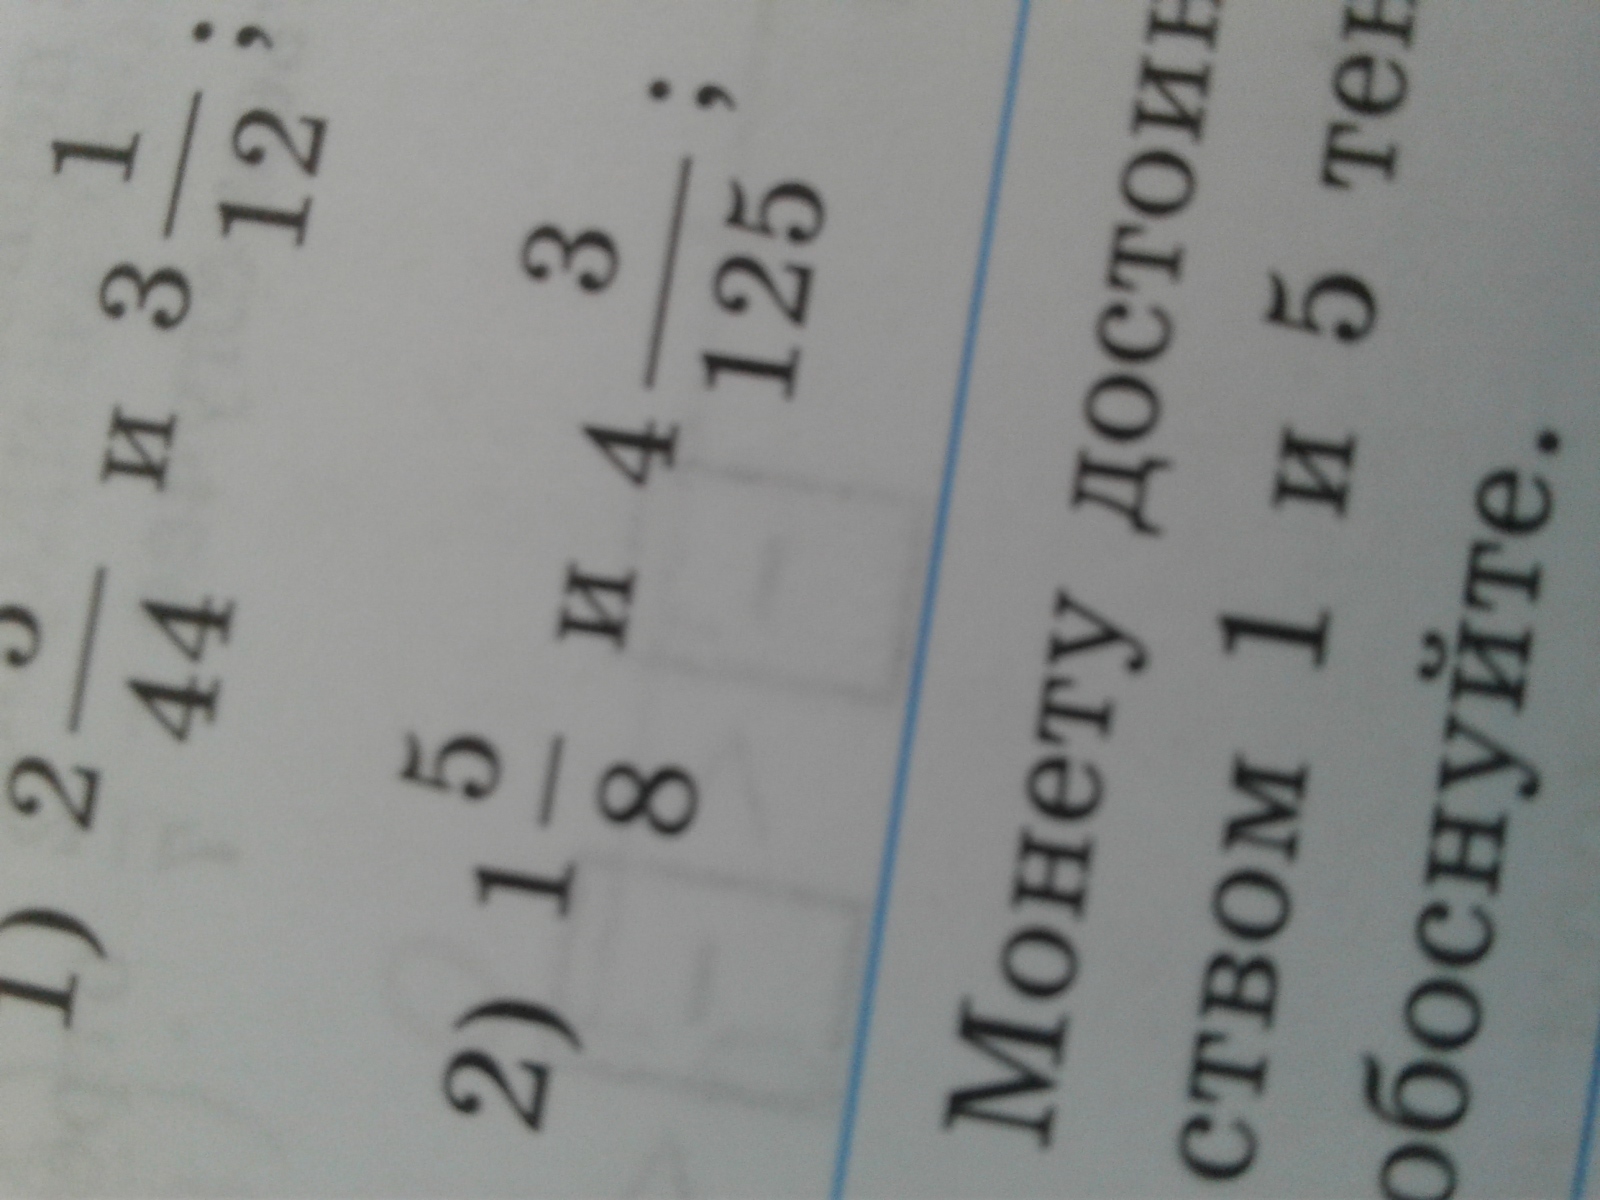 1) 2 5/44 и 3 1/12;
2) 1 5/8 и 4 3/125;
Монету достоин
ством 1 и 5 тен
обоснуйте.